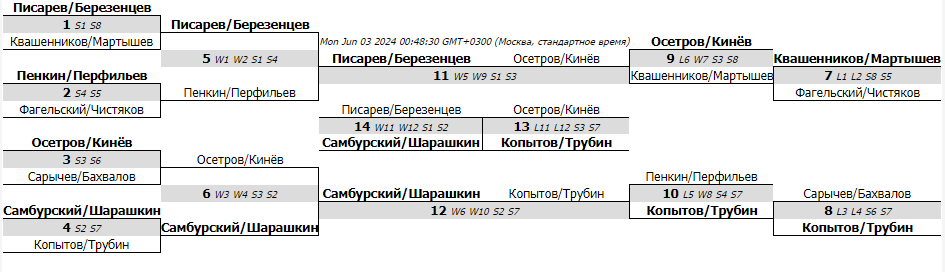 Писарев/Березенцев
1 S1 S8
Квашенников/Мартышев
Писарев/Березенцев
5 W1 W2 S1 S4
Пенкин/Перфильев
Пенкин/Перфильев
2 S4 S5
Фагельский/Чистяков
Mon Jun 03 2024 00:48:30 GMT+0300 (Москва, стандартное время)
Писарев/Березенцев Осетров/Кинёв
11 W5 W9 S1 S3
Осетров/Кинёв
9 L6 W7 S3 S8
Квашенников/Мартышев
Квашенников/Мартышев
7 L1 L2 S8 S5
Фагельский/Чистяков
Писарев/Березенцев
14 W11 W12 S1 S2
Самбурский/Шарашкин
Осетров/Кинёв
13 L11 L12 S3 S7
Копытов/Трубин
Осетров/Кинёв
3 S3 S6
Сарычев/Бахвалов
Осетров/Кинёв
6 W3 W4 S3 S2
Самбурский/Шарашкин
Самбурский/Шарашкин
4 S2 S7
Копытов/Трубин
Самбурский/Шарашкин Копытов/Трубин
12 W6 W10 S2 S7
Пенкин/Перфильев
10 L5 W8 S4 S7
Копытов/Трубин
Сарычев/Бахвалов
8 L3 L4 S6 S7
Копытов/Трубин